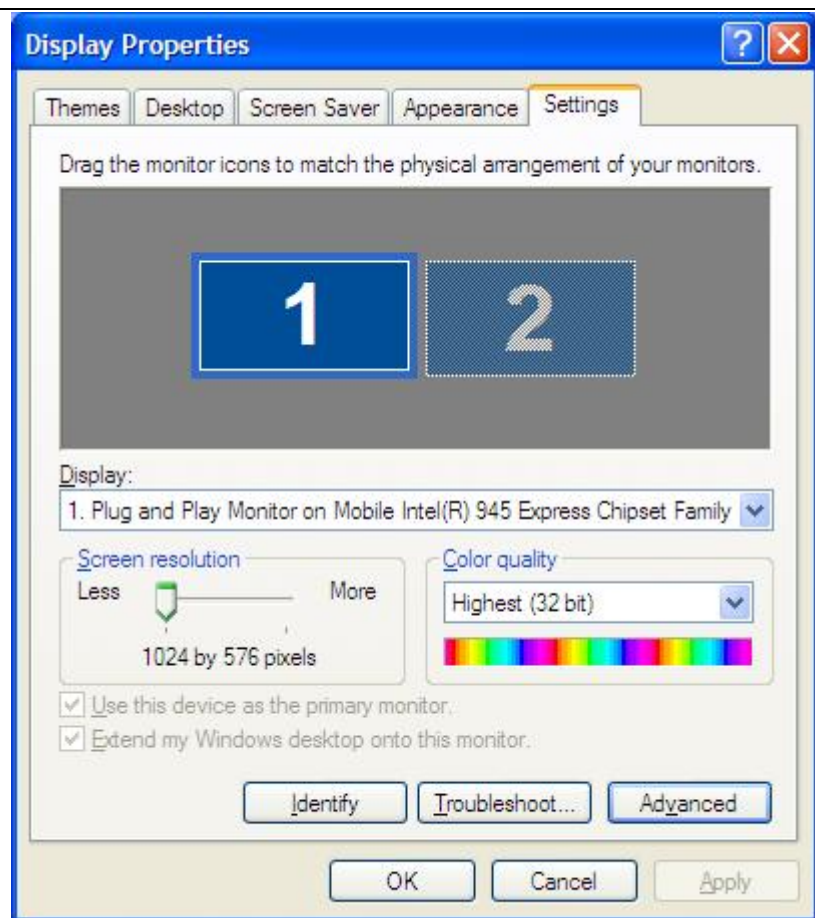 Display Properties
Themes Desktop Screen Saver Appearance Settings
Drag the monitor icons to match the physical arrangement of your monitors.
1 2
Display:
1. Plug and Play Monitor on Mobile Intel(R) 945 Express Chipset Family
Screen resolution Color quality
Less More Highest (32 bit)
1024 by 576 pixels
Use this device as the primary monitor.
Extend my Windows desktop onto this monitor.
Identify Troubleshoot... Advanced
OK Cancel Apply